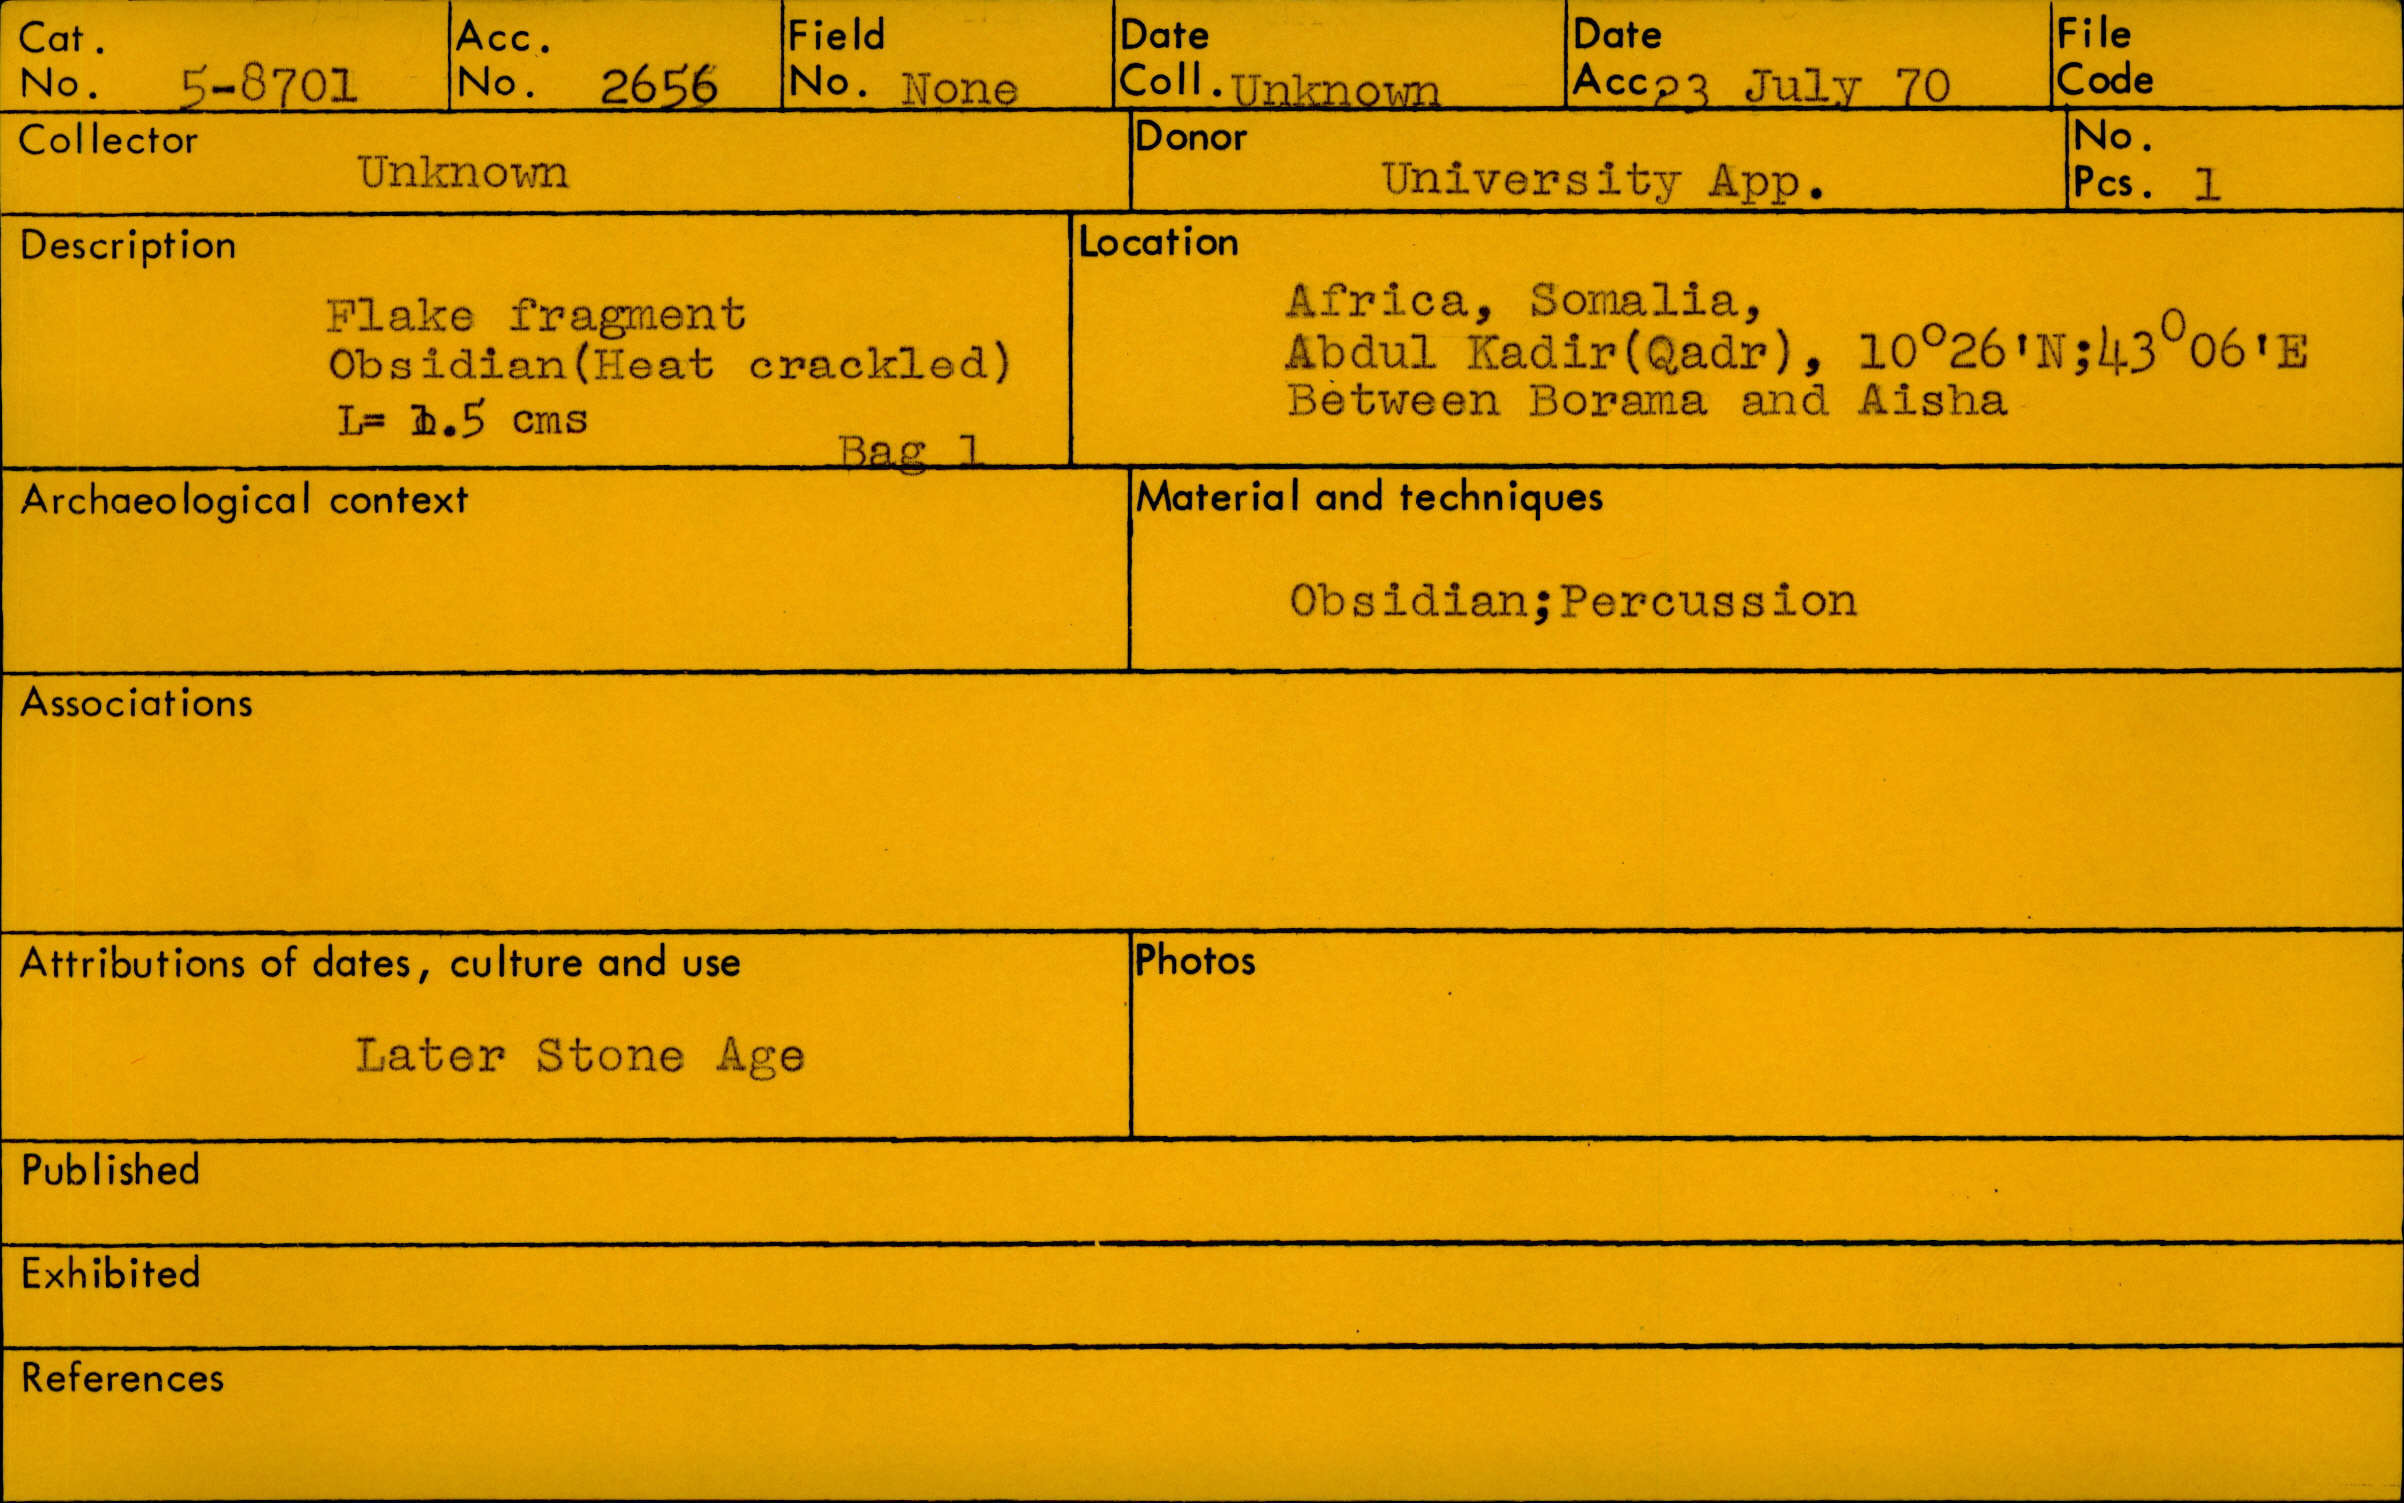 Cat. No. 5-8701
Acc. No. 2656
Field No. None
Date Coll. Unknown
Date Acc. 23 July 70
File Code
Collector
Unknown
Donor
University App.
No. Pcs. 1
Description
Flake fragment
Obsidian(Heat crackled)
L= 1.5 cms
Bag 1
Location
Africa, Somalia,
Abdul Kadir(Qadr), 10°26'N;43°06'E
Between Borama and Aisha
Archaeological context
Material and techniques
Obsidian;Percussion
Associations
Attributions of dates, culture and use
Later Stone Age
Photos
Published
Exhibited
References